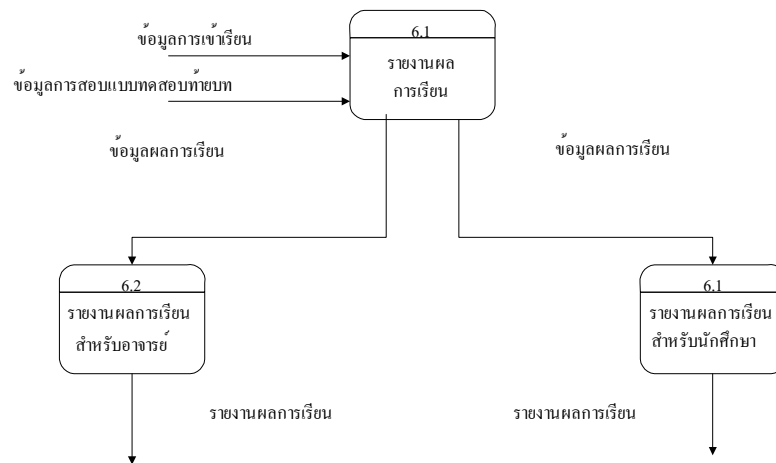 6.1
ข้อมูลการเข้าเรียน
รายงานผล
ข้อมูลการสอบแบบทดสอบท้ายบท
การเรียน
ข้อมูลผลการเรียน
ข้อมูลผลการเรียน
6.2
รายงานผลการเรียน
สำหรับอาจารย์
6.1
รายงานผลการเรียน
สำหรับนักศึกษา
รายงานผลการเรียน
รายงานผลการเรียน